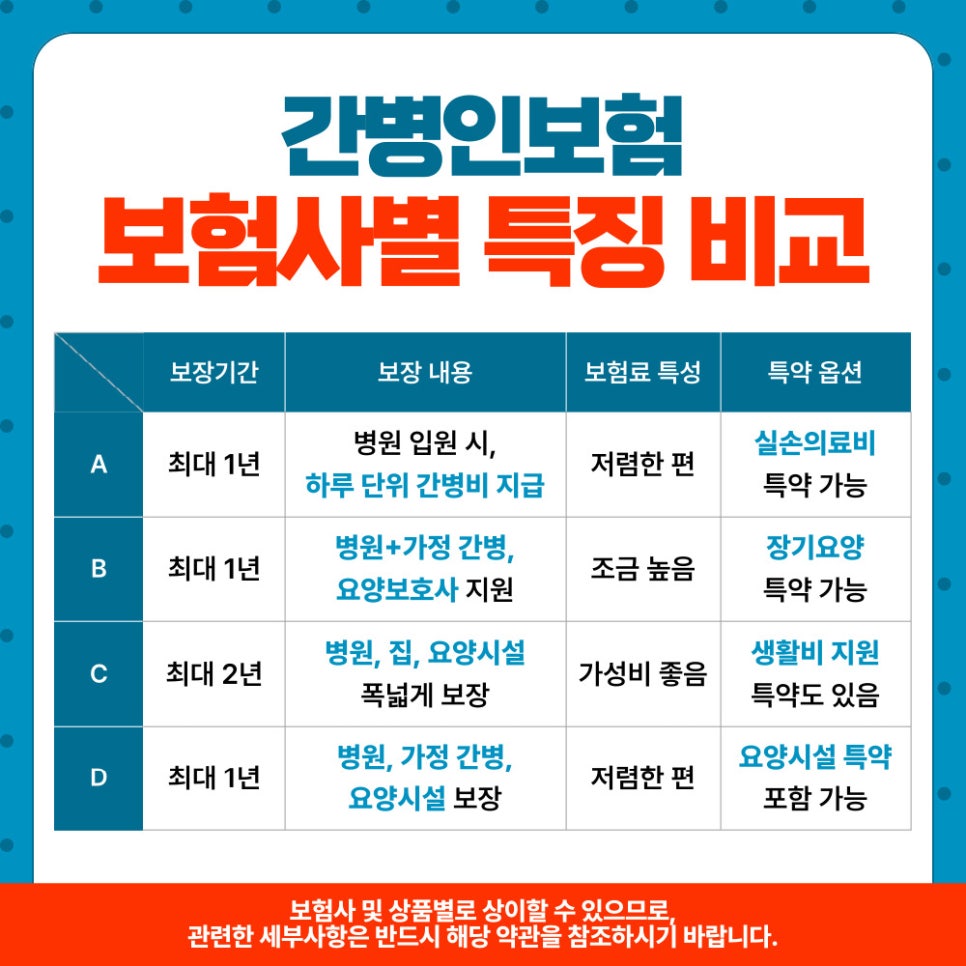 간병인보험
보험사별 특징 비교
보장기간 보장 내용 보험료 특성 특약 옵션
A 최대 1년 병원 입원 시, 하루 단위 간병비 지급 저렴한 편 실손의료비 특약 가능
B 최대 1년 병원+가정 간병, 요양보호사 지원 조금 높음 장기요양 특약 가능
C 최대 2년 병원, 집, 요양시설 폭넓게 보장 가성비 좋음 생활비 지원 특약도 있음
D 최대 1년 병원, 가정 간병, 요양시설 보장 저렴한 편 요양시설 특약 포함 가능
보험사 및 상품별로 상이할 수 있으므로,
관련한 세부사항은 반드시 해당 약관을 참조하시기 바랍니다.